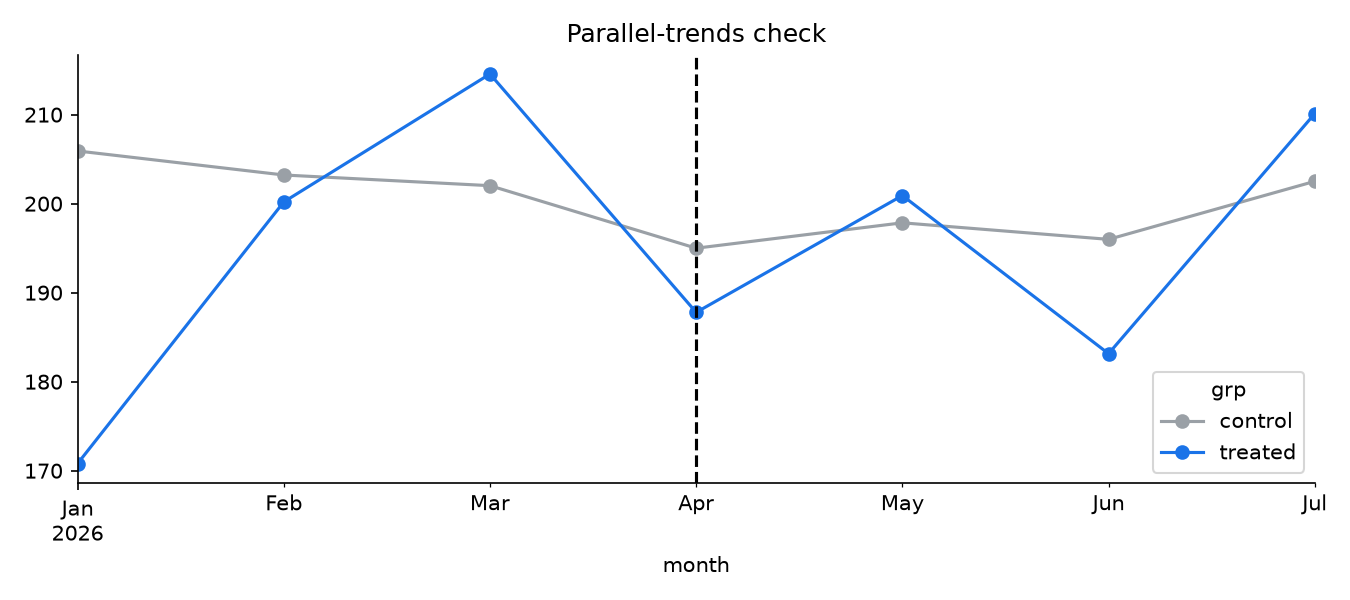 Parallel-trends check
210
200
190
180
170
Jan
2026
Feb
Mar
Apr
May
Jun
Jul
month
grp
control
treated